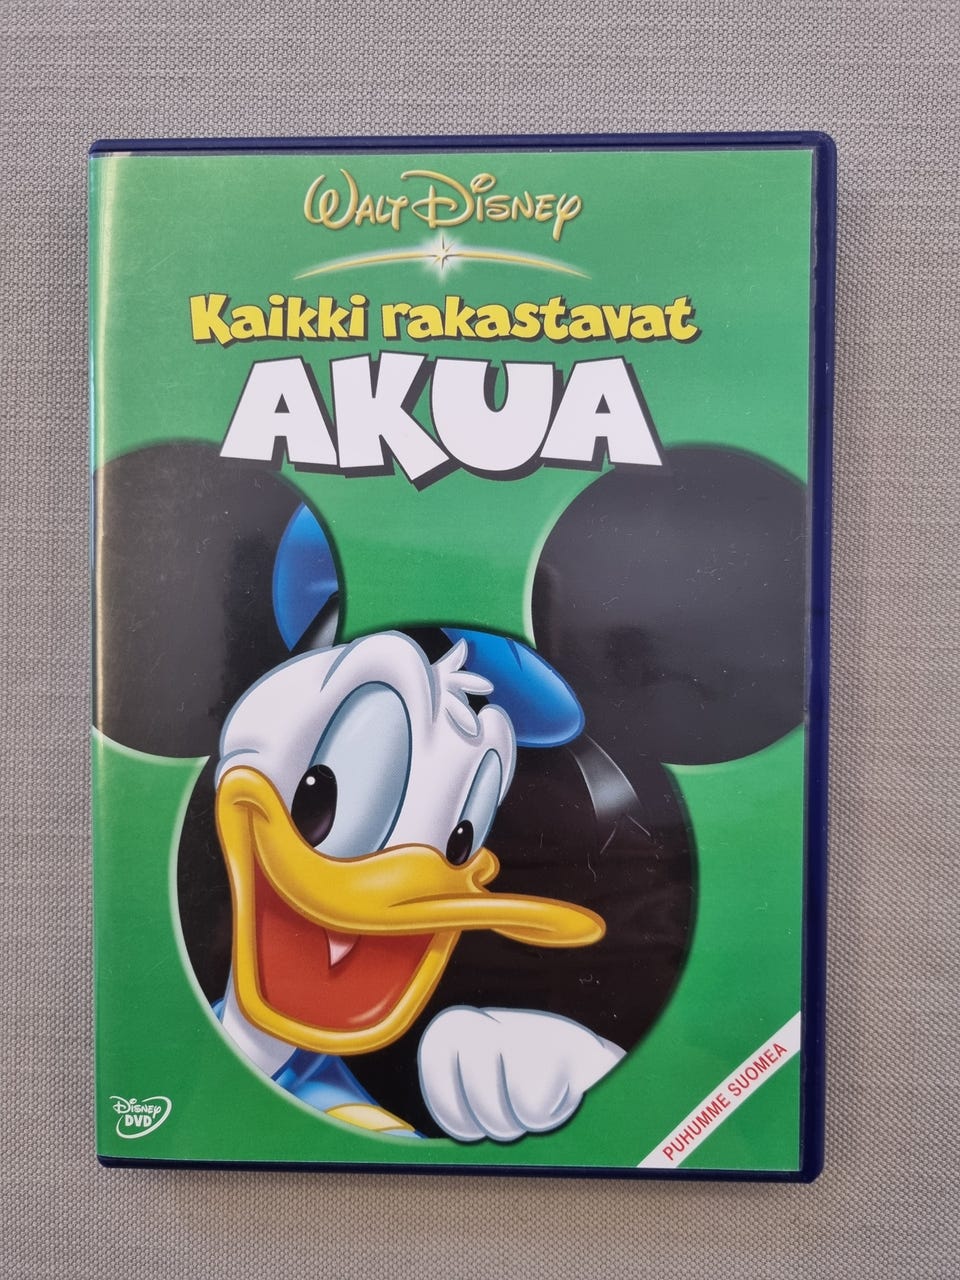 WALT DISNEY
Kaikki rakastavat
AKUA
DISNEY
DVD
PUHUMME SUOMEA